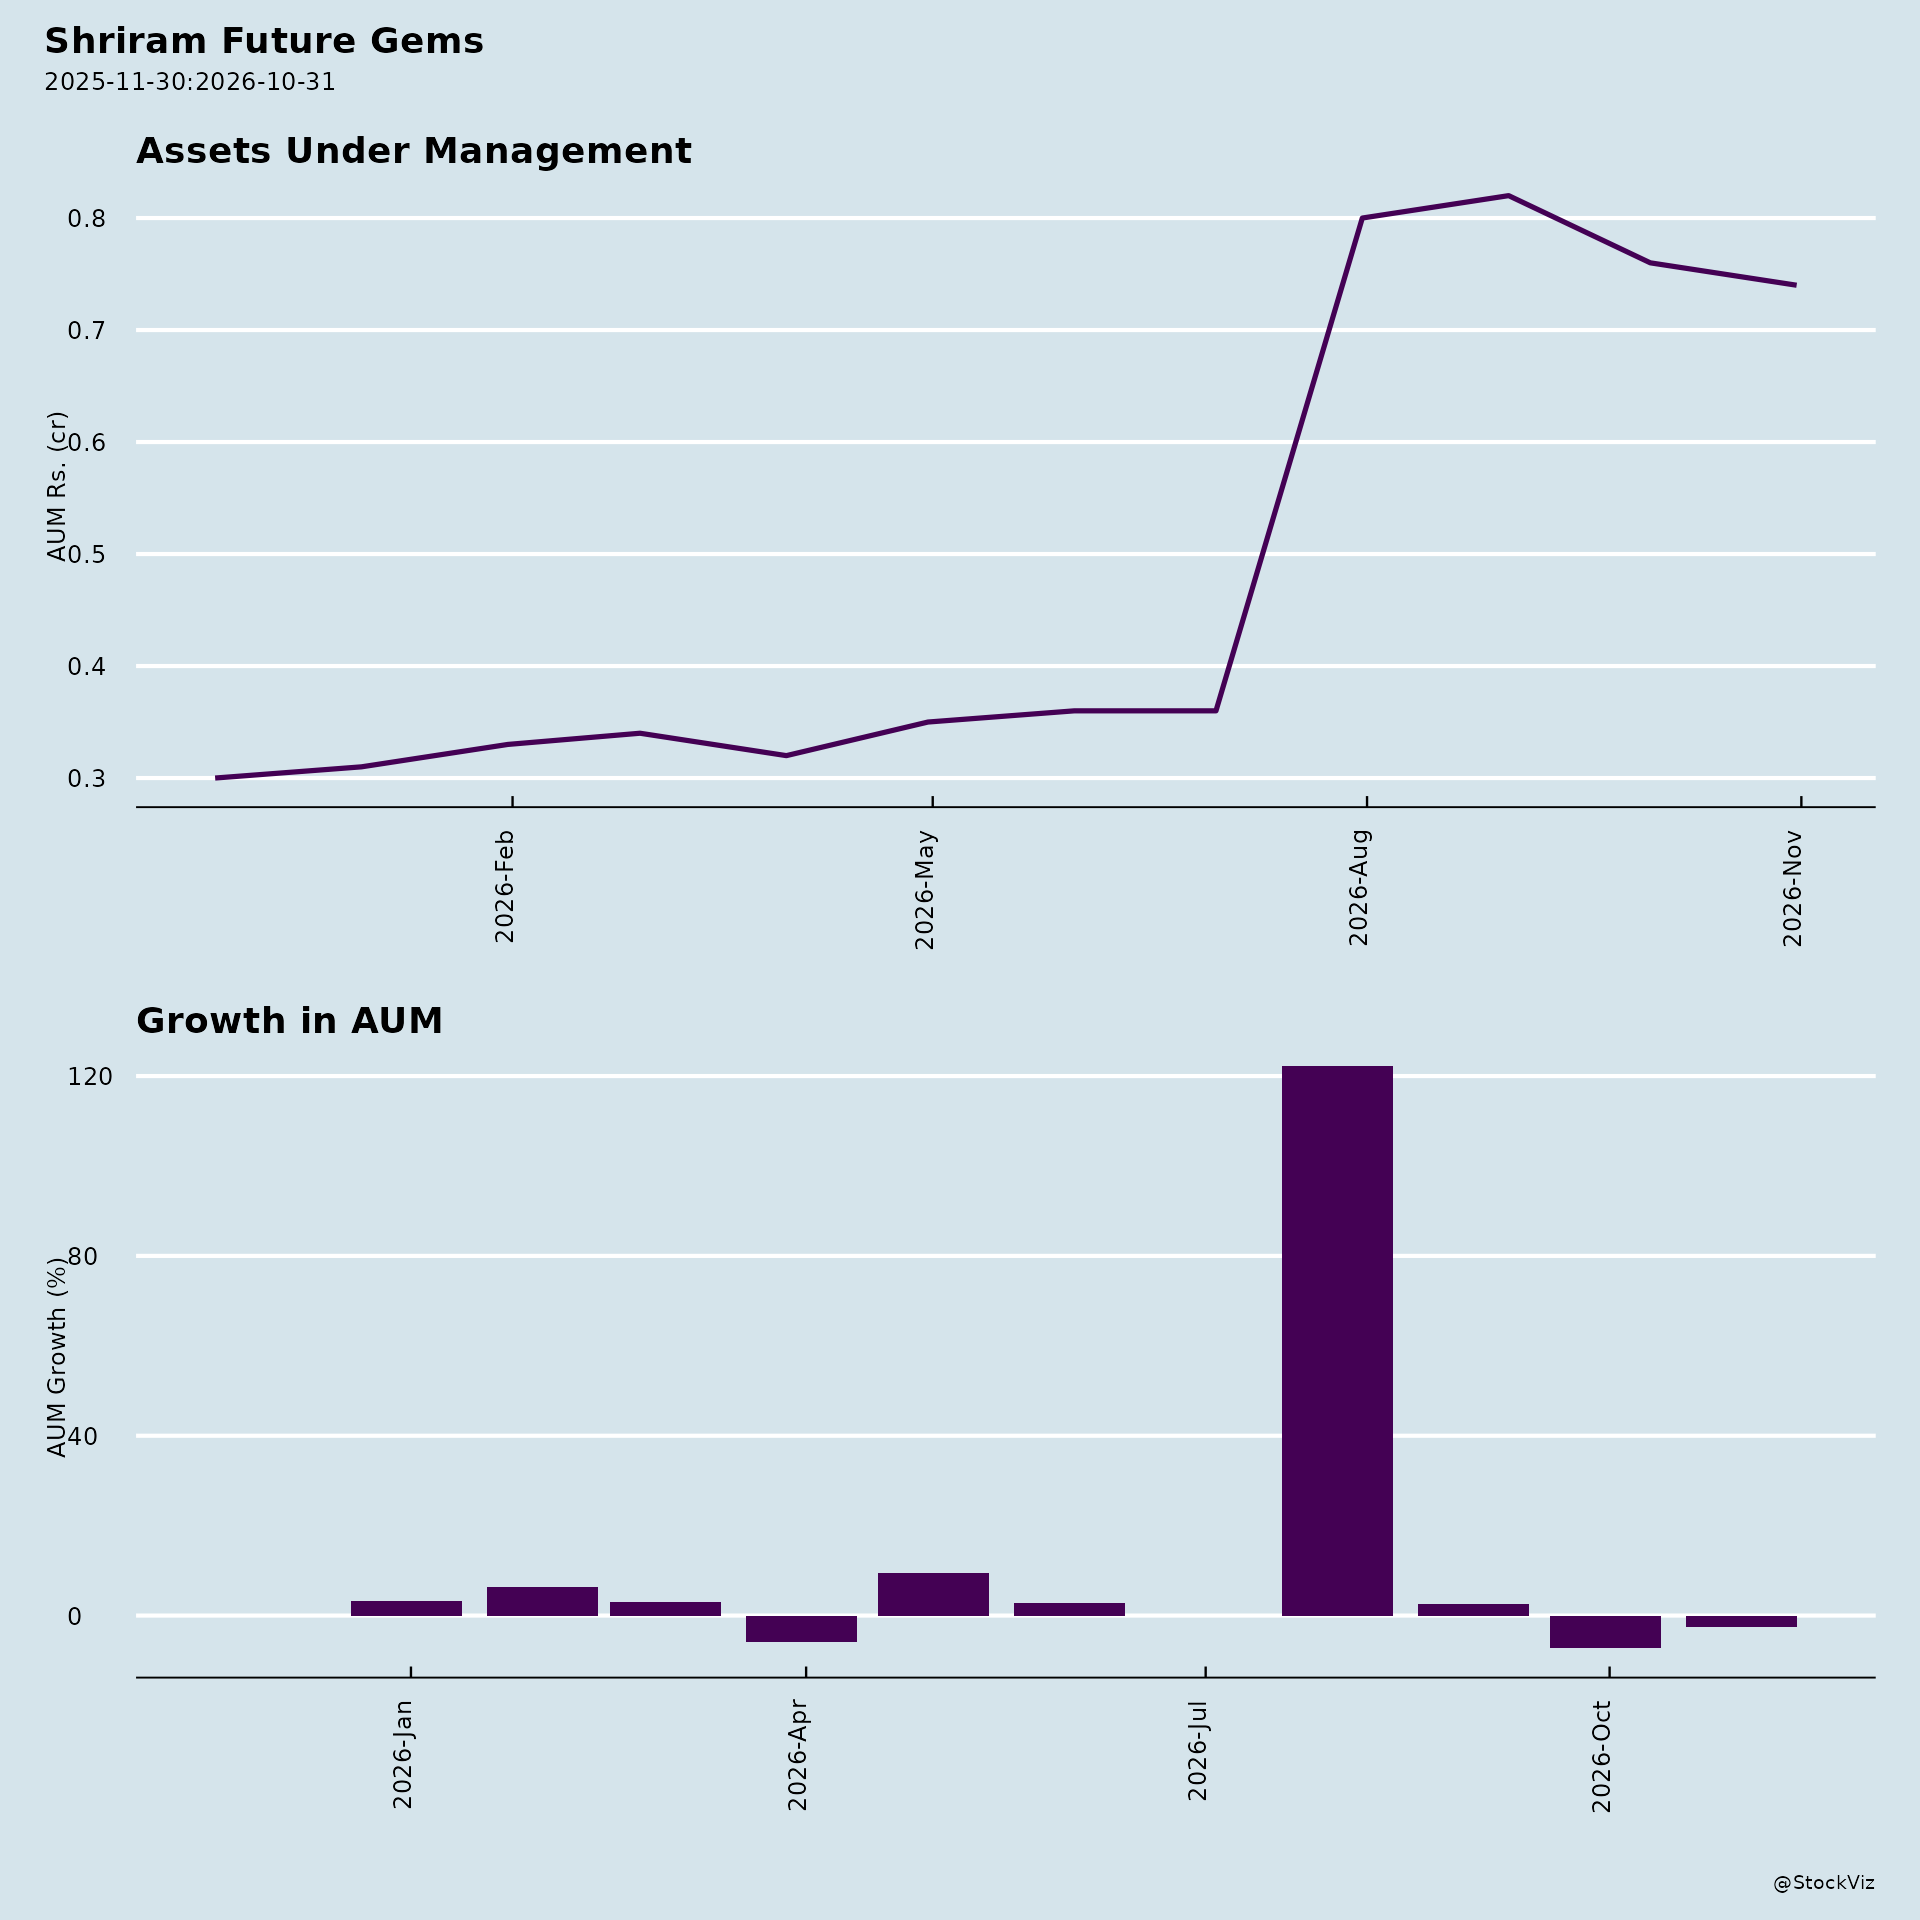 Shriram Future Gems
2025-11-30:2026-10-31
Assets Under Management
AUM Rs. (cr)
0.8
0.7
0.6
0.5
0.4
0.3
2026-Feb
2026-May
2026-Aug
2026-Nov
Growth in AUM
AUM Growth (%)
120
80
40
0
2026-Jan
2026-Apr
2026-Jul
2026-Oct
@StockViz